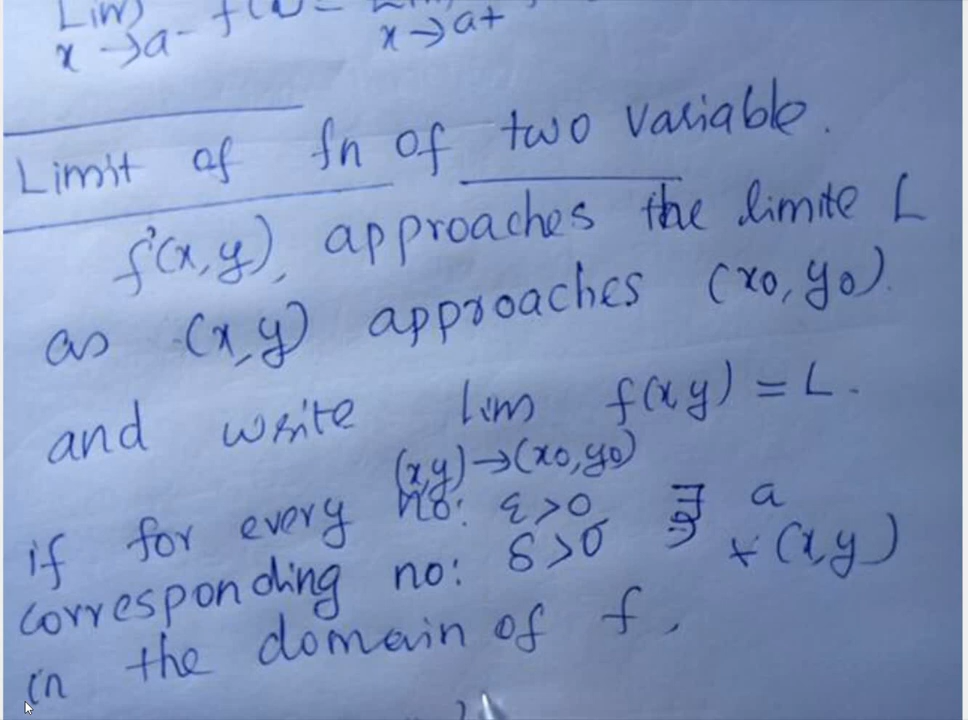 Lim
x→a- f( = x→a+
Limit of fn of two variable.
f(x,y), approaches the limite L
as (x,y) approaches (x0,y0).
and write lim f(xy) = L.
(x,y)→(x0,y0)
if for every no: ε>0 ∃ a
corresponding no: δ>0 ∋ ∀ (x,y)
in the domain of f,